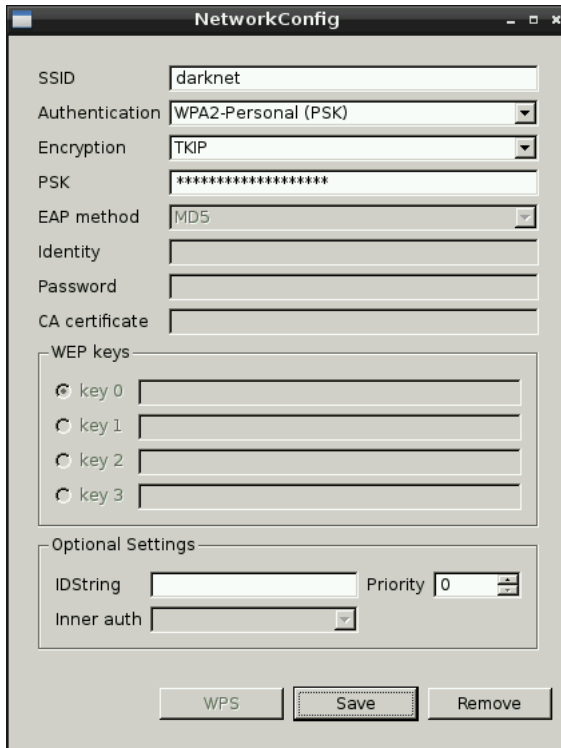 NetworkConfig
SSID darknet
Authentication WPA2-Personal (PSK)
Encryption TKIP
PSK *******************
EAP method MD5
Identity
Password
CA certificate
WEP keys
key 0
key 1
key 2
key 3
Optional Settings
IDString Priority 0
Inner auth
WPS Save Remove